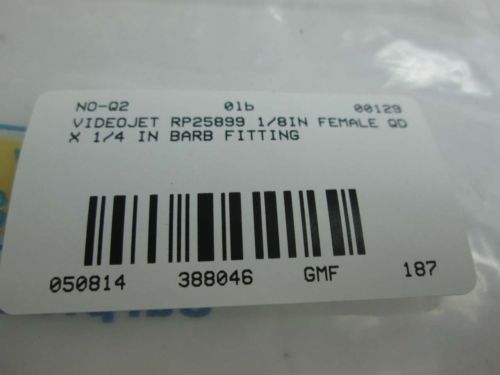 NO-Q2 01b 00129
VIDEOJET RP25899 1/8IN FEMALE QD
X 1/4 IN BARB FITTING
050814 388046 GMF 187